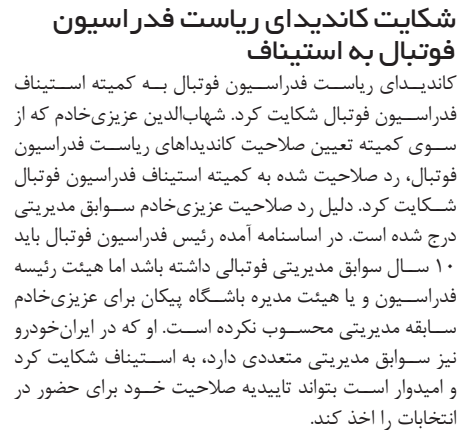 شکایت کاندیدای ریاست فدراسیون
فوتبال به استیناف
کاندیدای ریاست فدراسیون فوتبال به کمیته استیناف
فدراسیون فوتبال شکایت کرد. شهاب‌الدین عزیزی‌خادم که از
سوی کمیته تعیین صلاحیت کاندیداهای ریاست فدراسیون
فوتبال، رد صلاحیت شده به کمیته استیناف فدراسیون فوتبال
شکایت کرد. دلیل رد صلاحیت عزیزی‌خادم سوابق مدیریتی
درج شده است. در اساسنامه آمده رئیس فدراسیون فوتبال باید
۱۰ سال سوابق مدیریتی فوتبالی داشته باشد اما هیئت رئیسه
فدراسیون و یا هیئت مدیره باشگاه پیکان برای عزیزی‌خادم
سابقه مدیریتی محسوب نکرده است. او که در ایران‌خودرو
نیز سوابق مدیریتی متعددی دارد، به استیناف شکایت کرد
و امیدوار است بتواند تاییدیه صلاحیت خود برای حضور در
انتخابات را اخذ کند.